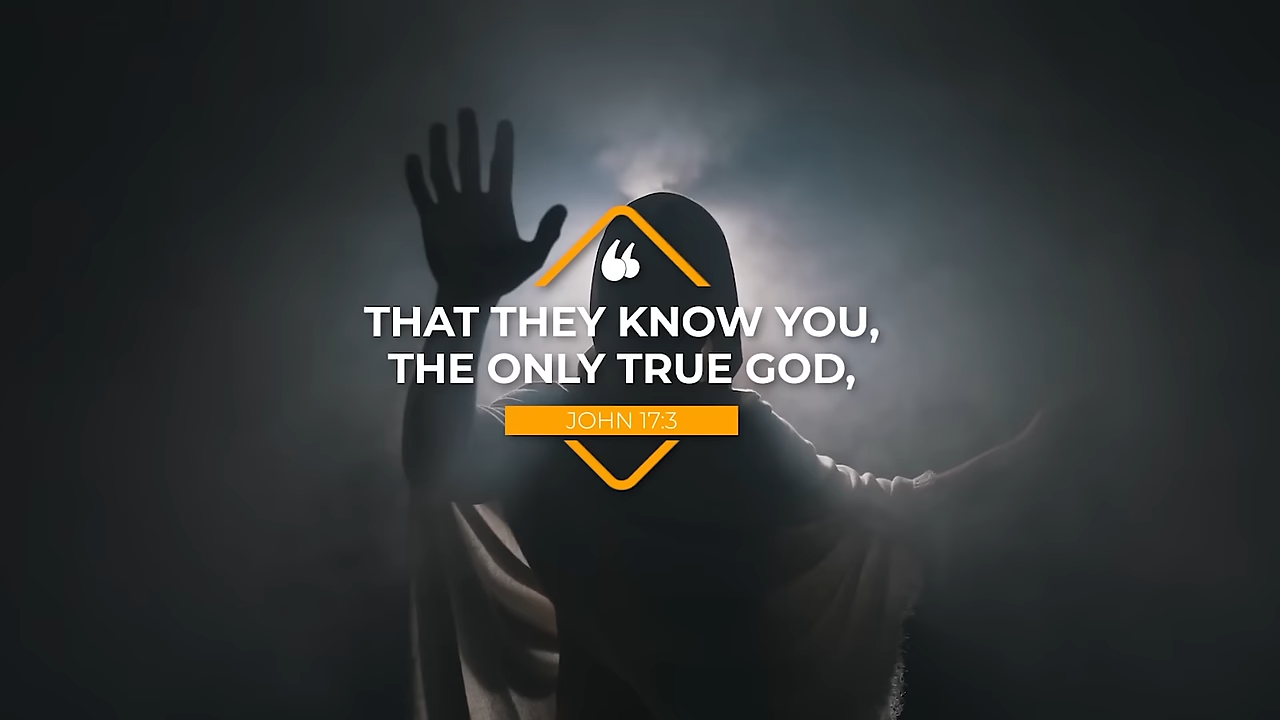 ❝
THAT THEY KNOW YOU,
THE ONLY TRUE GOD,
JOHN 17:3